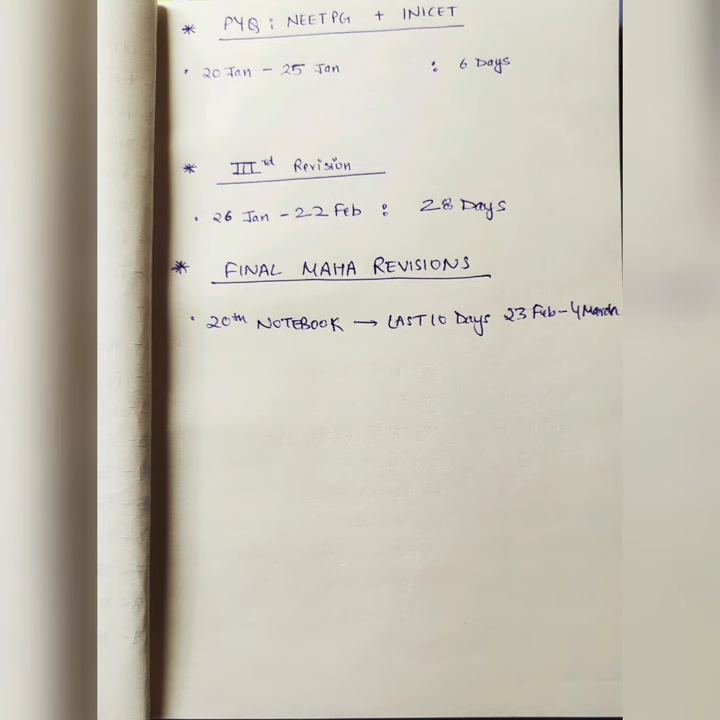 * PYQ : NEETPG + INICET
• 20 Jan - 25 Jan : 6 Days
* IIIrd Revision
• 26 Jan - 22 Feb : 28 Days
* FINAL MAHA REVISIONS
• 20th NOTEBOOK → LAST 10 Days 23 Feb - 4 March